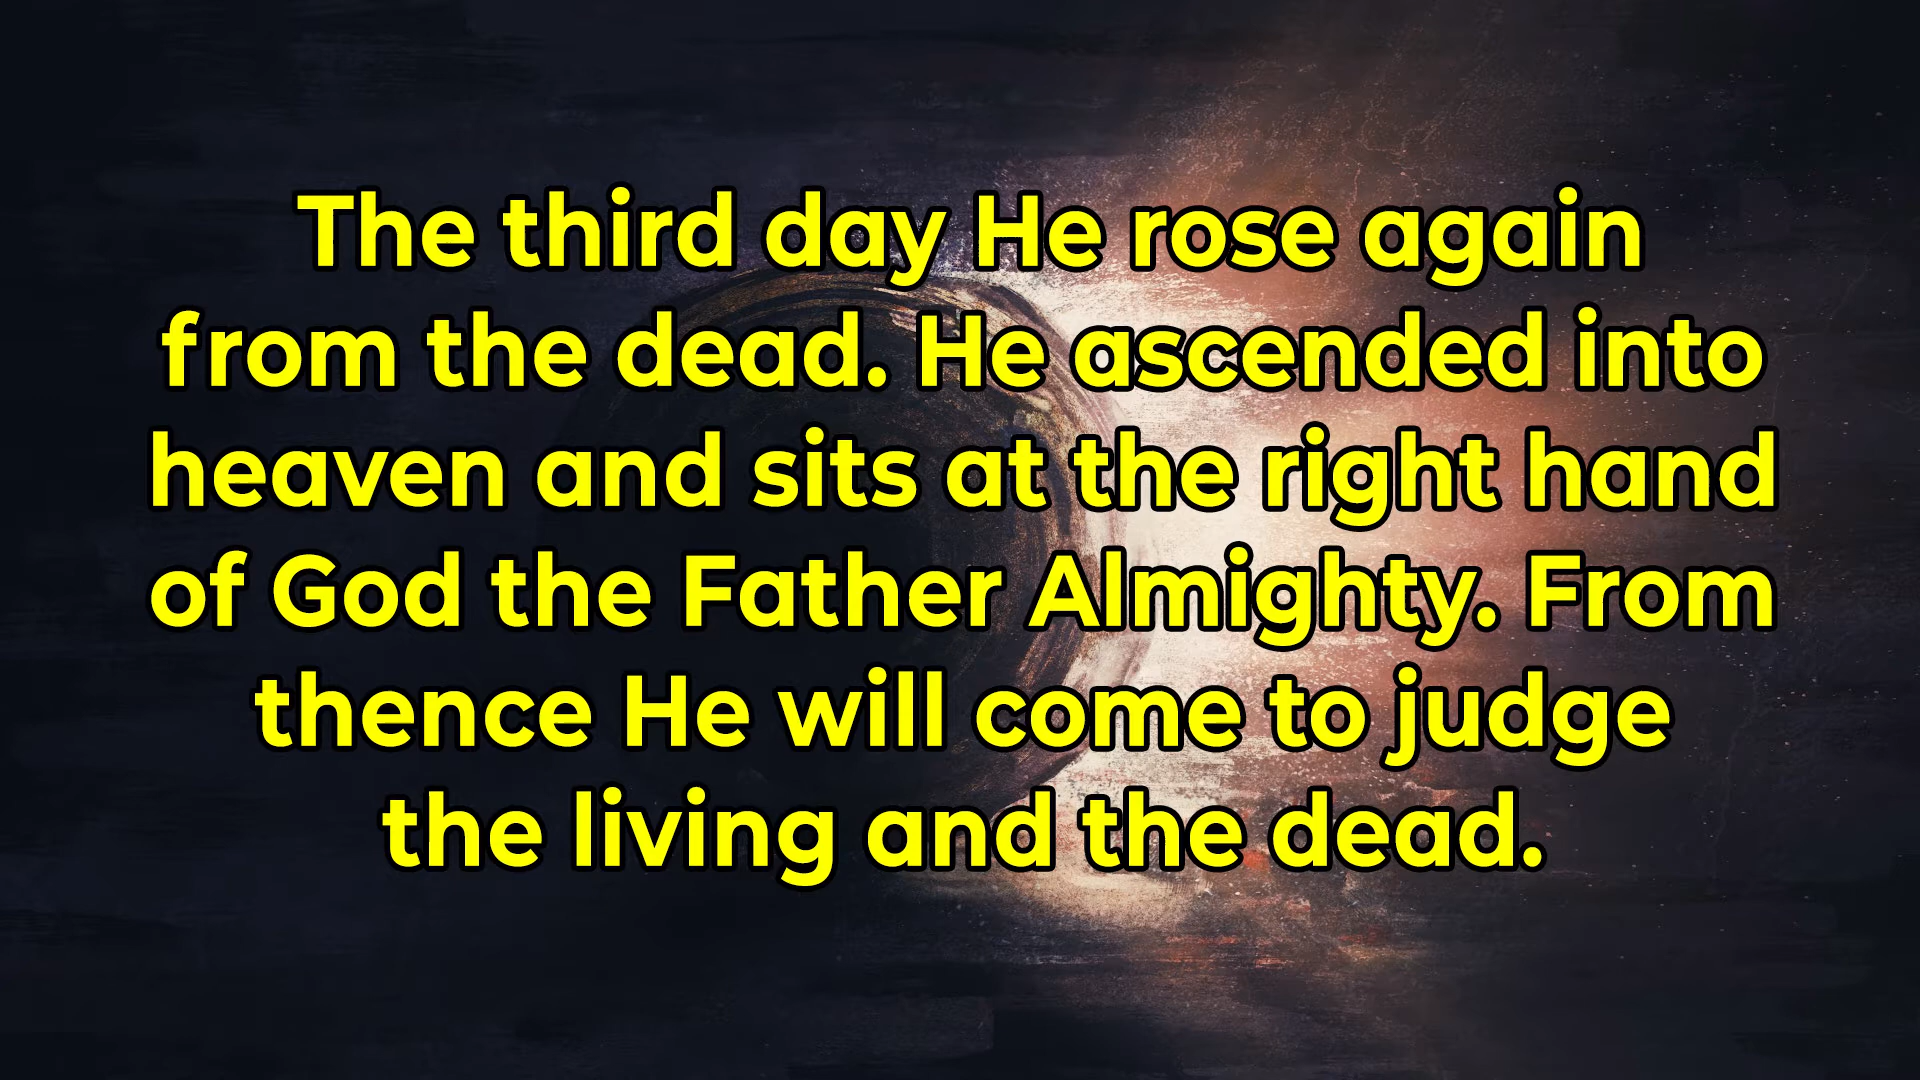 The third day He rose again
from the dead. He ascended into
heaven and sits at the right hand
of God the Father Almighty. From
thence He will come to judge
the living and the dead.